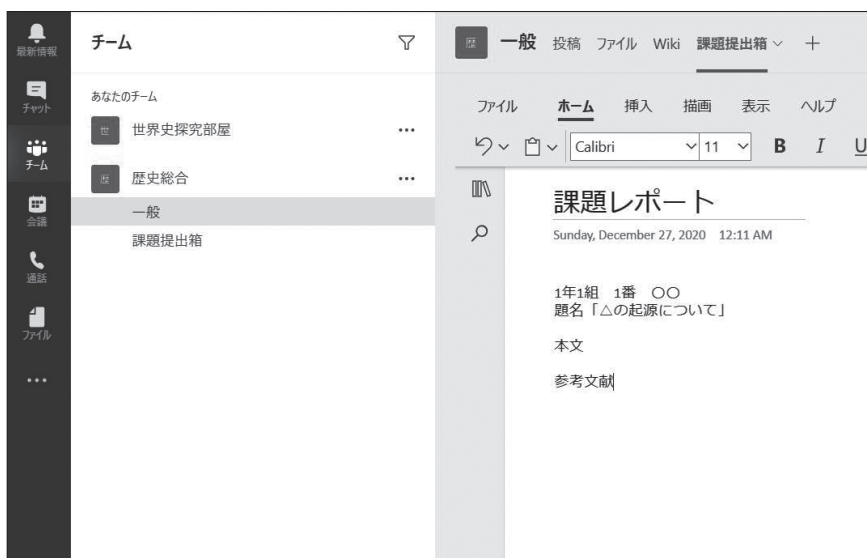 最新情報
チャット
チーム
会議
通話
ファイル
チーム
あなたのチーム
世 世界史探究部屋
歴 歴史総合
一般
課題提出箱
歴 一般 投稿 ファイル Wiki 課題提出箱
ファイル ホーム 挿入 描画 表示 ヘルプ
Calibri 11 B I U
課題レポート
Sunday, December 27, 2020 12:11 AM
1年1組 1番 〇〇
題名「△の起源について」
本文
参考文献